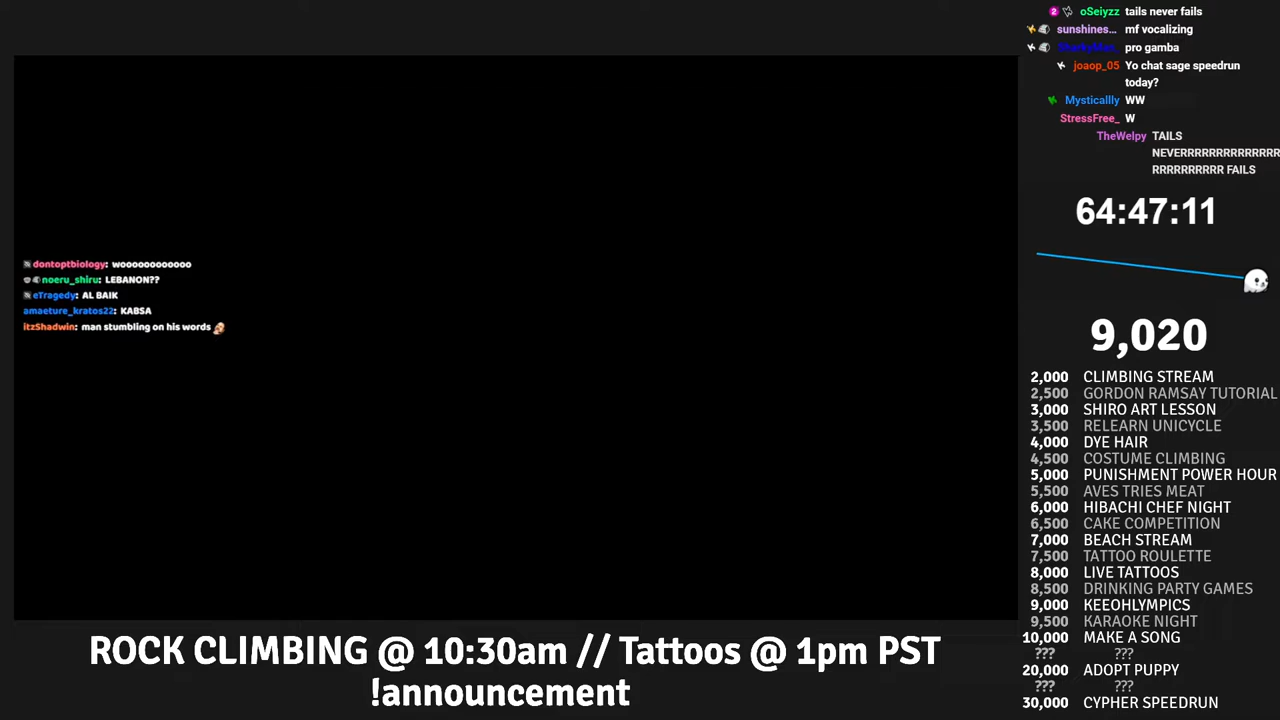 oSeiyzz tails never fails
sunshines... mf vocalizing
pro gamba
joaop_05 Yo chat sage speedrun
today?
Mysticallly WW
StressFree_ W
TheWelpy TAILS
NEVERRRRRRRRRRRRR
RRRRRRRRRR FAILS
64:47:11
dontoptbiology: woooooooooooo
noeru_shiru: LEBANON??
eTragedy: AL BAIK
amaeture_kratos22: KABSA
itzShadwin: man stumbling on his words
9,020
2,000 CLIMBING STREAM
2,500 GORDON RAMSAY TUTORIAL
3,000 SHIRO ART LESSON
3,500 RELEARN UNICYCLE
4,000 DYE HAIR
4,500 COSTUME CLIMBING
5,000 PUNISHMENT POWER HOUR
5,500 AVES TRIES MEAT
6,000 HIBACHI CHEF NIGHT
6,500 CAKE COMPETITION
7,000 BEACH STREAM
7,500 TATTOO ROULETTE
8,000 LIVE TATTOOS
8,500 DRINKING PARTY GAMES
9,000 KEEOHLYMPICS
9,500 KARAOKE NIGHT
10,000 MAKE A SONG
??? ???
20,000 ADOPT PUPPY
??? ???
30,000 CYPHER SPEEDRUN
ROCK CLIMBING @ 10:30am // Tattoos @ 1pm PST
!announcement